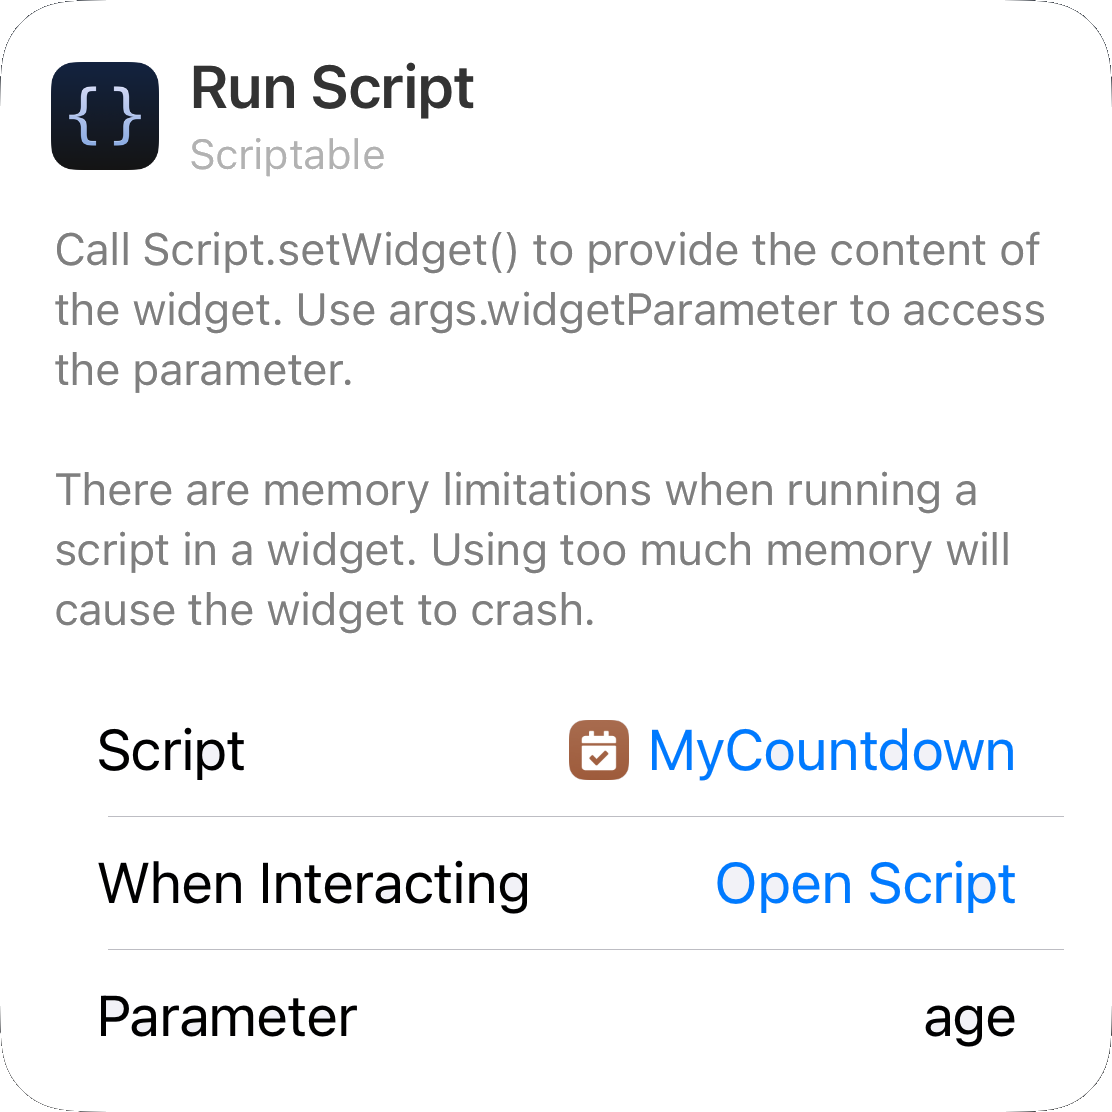 { }
Run Script
Scriptable
Call Script.setWidget() to provide the content of
the widget. Use args.widgetParameter to access
the parameter.
There are memory limitations when running a
script in a widget. Using too much memory will
cause the widget to crash.
Script MyCountdown
When Interacting Open Script
Parameter age